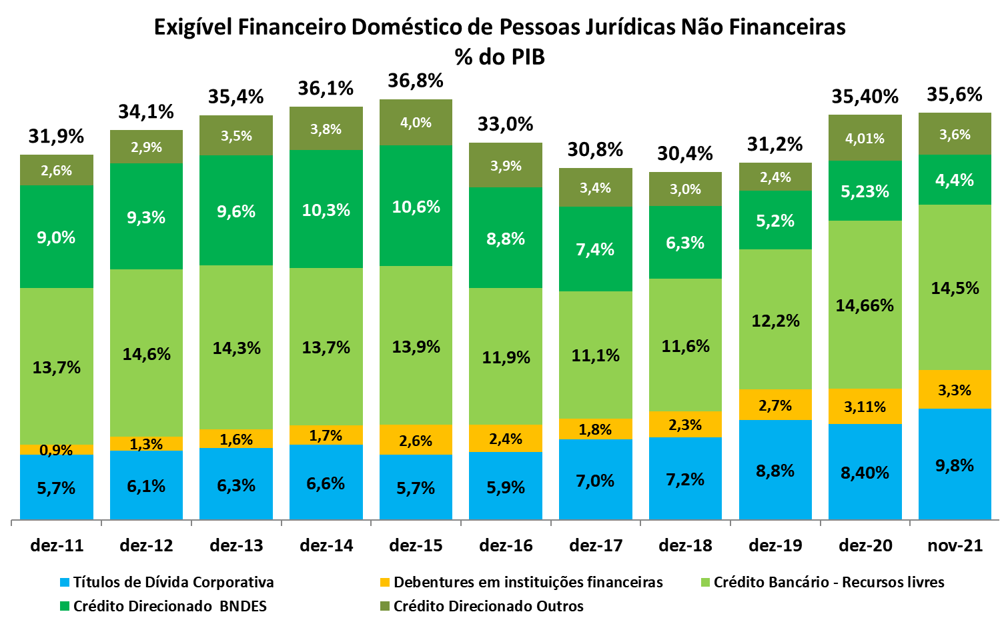 Exigível Financeiro Doméstico de Pessoas Jurídicas Não Financeiras
% do PIB
31,9% 34,1% 35,4% 36,1% 36,8% 33,0% 30,8% 30,4% 31,2% 35,40% 35,6%
2,6% 2,9% 3,5% 3,8% 4,0% 3,9% 3,4% 3,0% 2,4% 4,01% 3,6%
9,0% 9,3% 9,6% 10,3% 10,6% 8,8% 7,4% 6,3% 5,2% 5,23% 4,4%
13,7% 14,6% 14,3% 13,7% 13,9% 11,9% 11,1% 11,6% 12,2% 14,66% 14,5%
0,9% 1,3% 1,6% 1,7% 2,6% 2,4% 1,8% 2,3% 2,7% 3,11% 3,3%
5,7% 6,1% 6,3% 6,6% 5,7% 5,9% 7,0% 7,2% 8,8% 8,40% 9,8%
dez-11 dez-12 dez-13 dez-14 dez-15 dez-16 dez-17 dez-18 dez-19 dez-20 nov-21
Títulos de Dívida Corporativa Debentures em instituições financeiras Crédito Bancário - Recursos livres
Crédito Direcionado BNDES Crédito Direcionado Outros